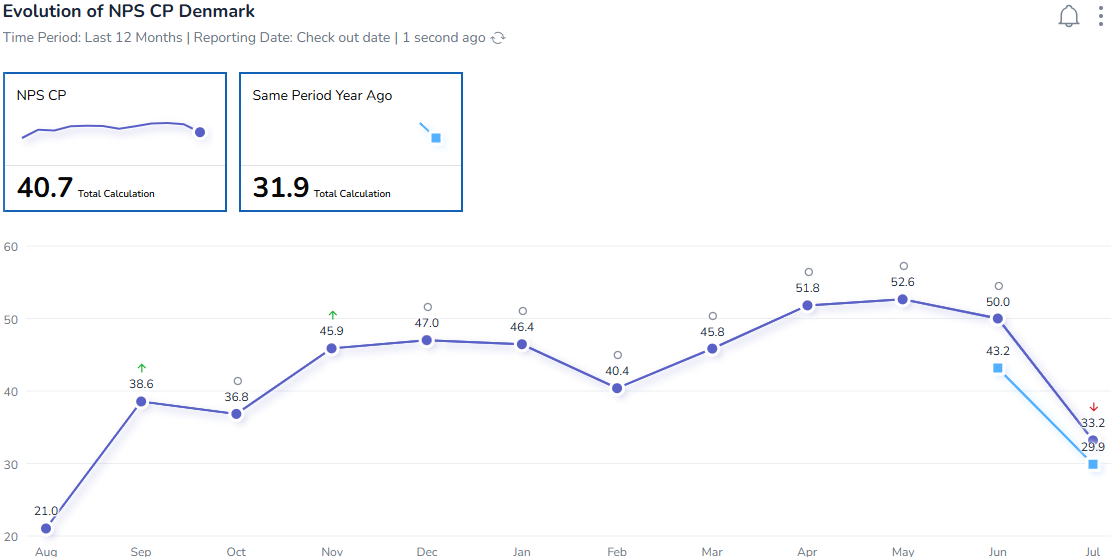 Evolution of NPS CP Denmark
Time Period: Last 12 Months | Reporting Date: Check out date | 1 second ago
NPS CP
Same Period Year Ago
40.7 Total Calculation
31.9 Total Calculation
60
50
40
30
20
21.0
38.6
36.8
45.9
47.0
46.4
40.4
45.8
51.8
52.6
50.0
43.2
33.2
29.9
Aug Sep Oct Nov Dec Jan Feb Mar Apr May Jun Jul